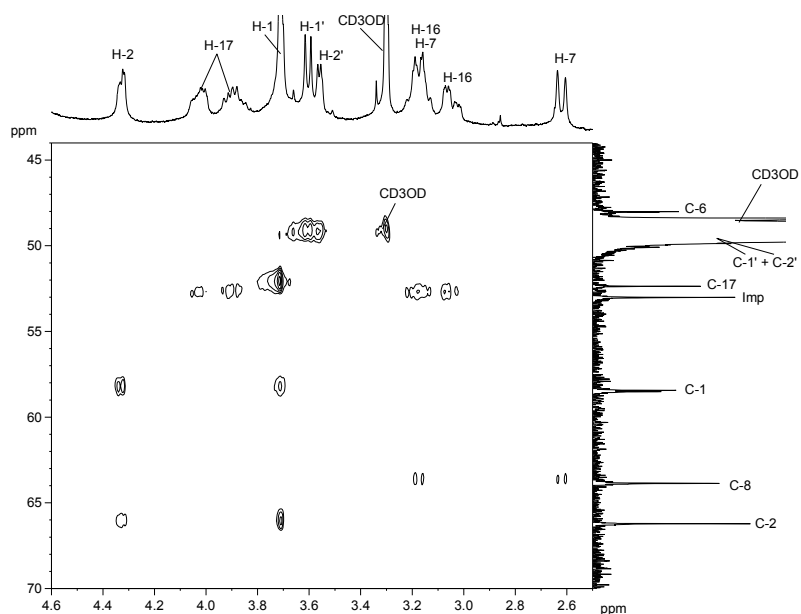 CD3OD
H-1
H-1'
H-16
H-7
H-17
H-2
H-2'
H-16
H-7
ppm
45
50
55
60
65
70
CD3OD
CD3OD
C-6
C-1' + C-2'
C-17
Imp
C-1
C-8
C-2
4.6 4.4 4.2 4.0 3.8 3.6 3.4 3.2 3.0 2.8 2.6 ppm